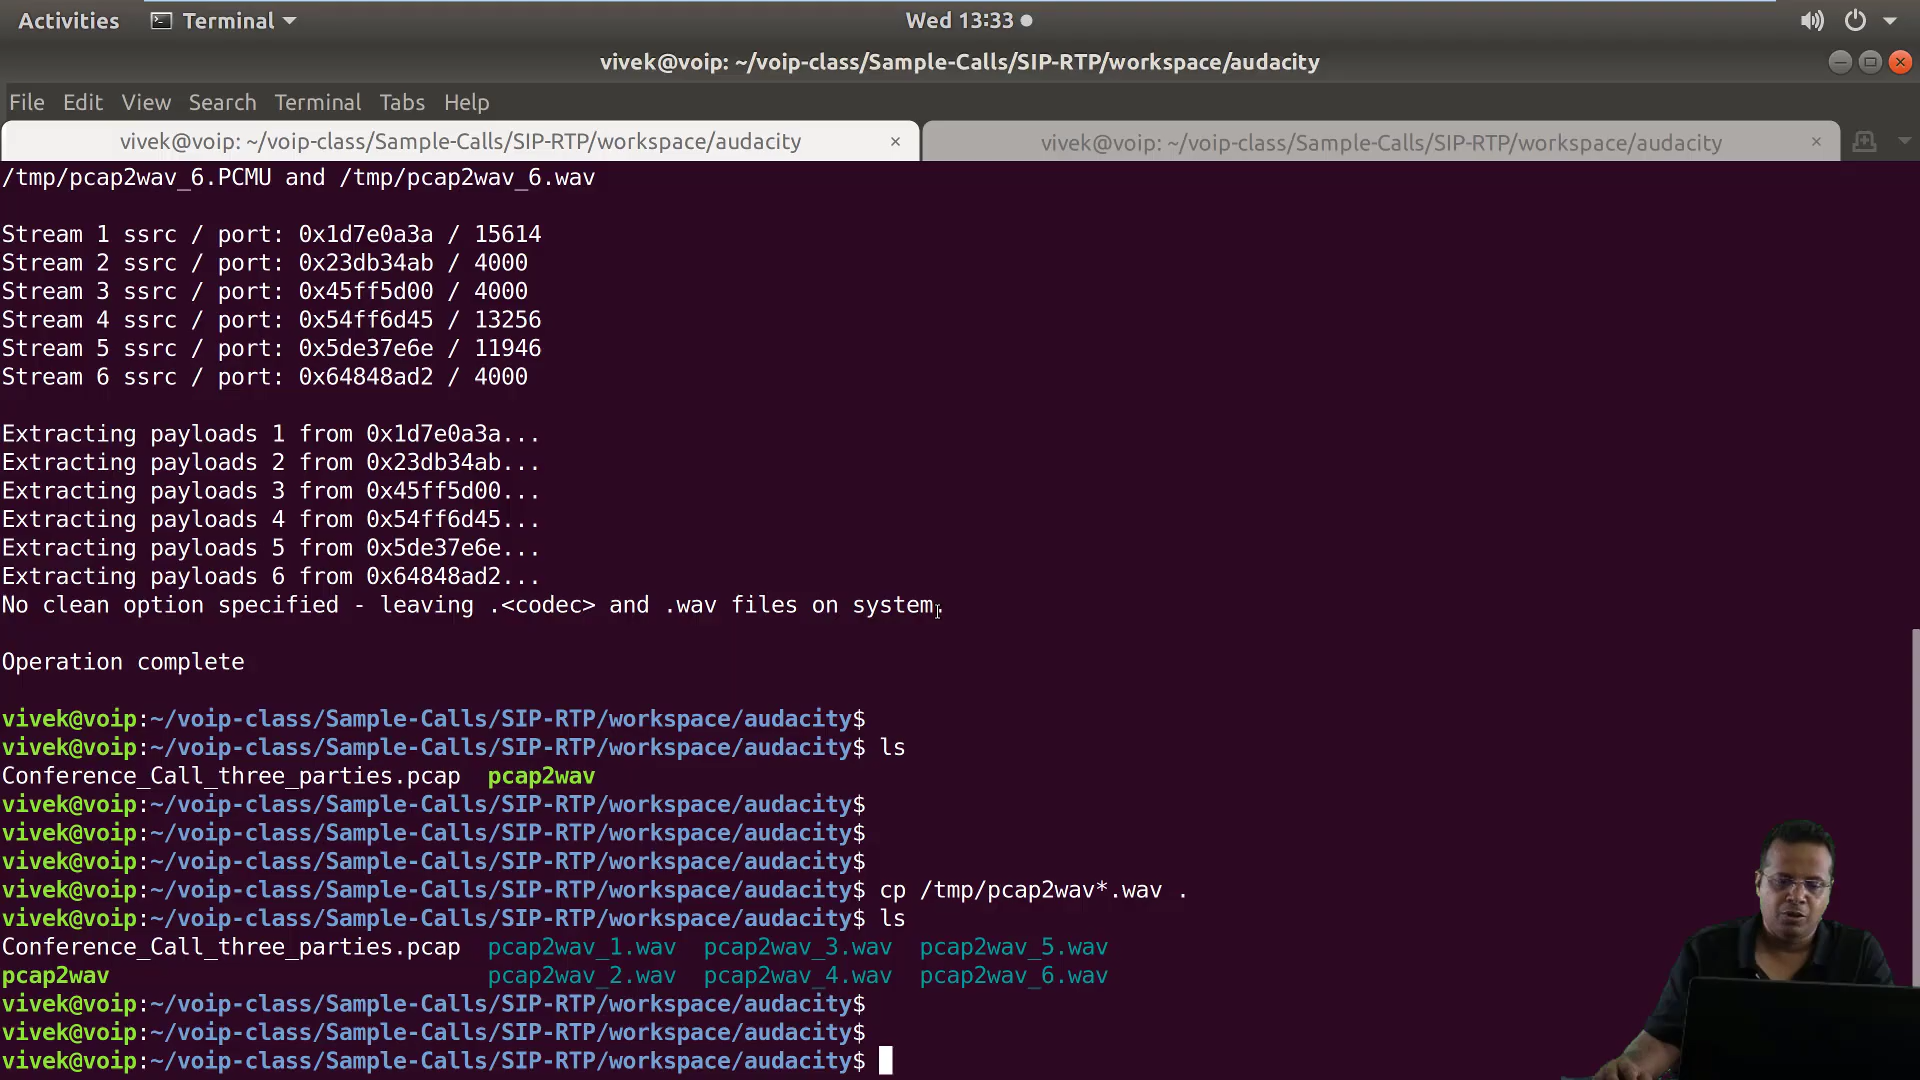 Activities Terminal Wed 13:33
vivek@voip: ~/voip-class/Sample-Calls/SIP-RTP/workspace/audacity
File Edit View Search Terminal Tabs Help
vivek@voip: ~/voip-class/Sample-Calls/SIP-RTP/workspace/audacity × vivek@voip: ~/voip-class/Sample-Calls/SIP-RTP/workspace/audacity ×
/tmp/pcap2wav_6.PCMU and /tmp/pcap2wav_6.wav
Stream 1 ssrc / port: 0x1d7e0a3a / 15614
Stream 2 ssrc / port: 0x23db34ab / 4000
Stream 3 ssrc / port: 0x45ff5d00 / 4000
Stream 4 ssrc / port: 0x54ff6d45 / 13256
Stream 5 ssrc / port: 0x5de37e6e / 11946
Stream 6 ssrc / port: 0x64848ad2 / 4000
Extracting payloads 1 from 0x1d7e0a3a...
Extracting payloads 2 from 0x23db34ab...
Extracting payloads 3 from 0x45ff5d00...
Extracting payloads 4 from 0x54ff6d45...
Extracting payloads 5 from 0x5de37e6e...
Extracting payloads 6 from 0x64848ad2...
No clean option specified - leaving .<codec> and .wav files on system.
Operation complete
vivek@voip:~/voip-class/Sample-Calls/SIP-RTP/workspace/audacity$
vivek@voip:~/voip-class/Sample-Calls/SIP-RTP/workspace/audacity$ ls
Conference_Call_three_parties.pcap pcap2wav
vivek@voip:~/voip-class/Sample-Calls/SIP-RTP/workspace/audacity$
vivek@voip:~/voip-class/Sample-Calls/SIP-RTP/workspace/audacity$
vivek@voip:~/voip-class/Sample-Calls/SIP-RTP/workspace/audacity$
vivek@voip:~/voip-class/Sample-Calls/SIP-RTP/workspace/audacity$ cp /tmp/pcap2wav*.wav .
vivek@voip:~/voip-class/Sample-Calls/SIP-RTP/workspace/audacity$ ls
Conference_Call_three_parties.pcap pcap2wav_1.wav pcap2wav_3.wav pcap2wav_5.wav
pcap2wav pcap2wav_2.wav pcap2wav_4.wav pcap2wav_6.wav
vivek@voip:~/voip-class/Sample-Calls/SIP-RTP/workspace/audacity$
vivek@voip:~/voip-class/Sample-Calls/SIP-RTP/workspace/audacity$
vivek@voip:~/voip-class/Sample-Calls/SIP-RTP/workspace/audacity$